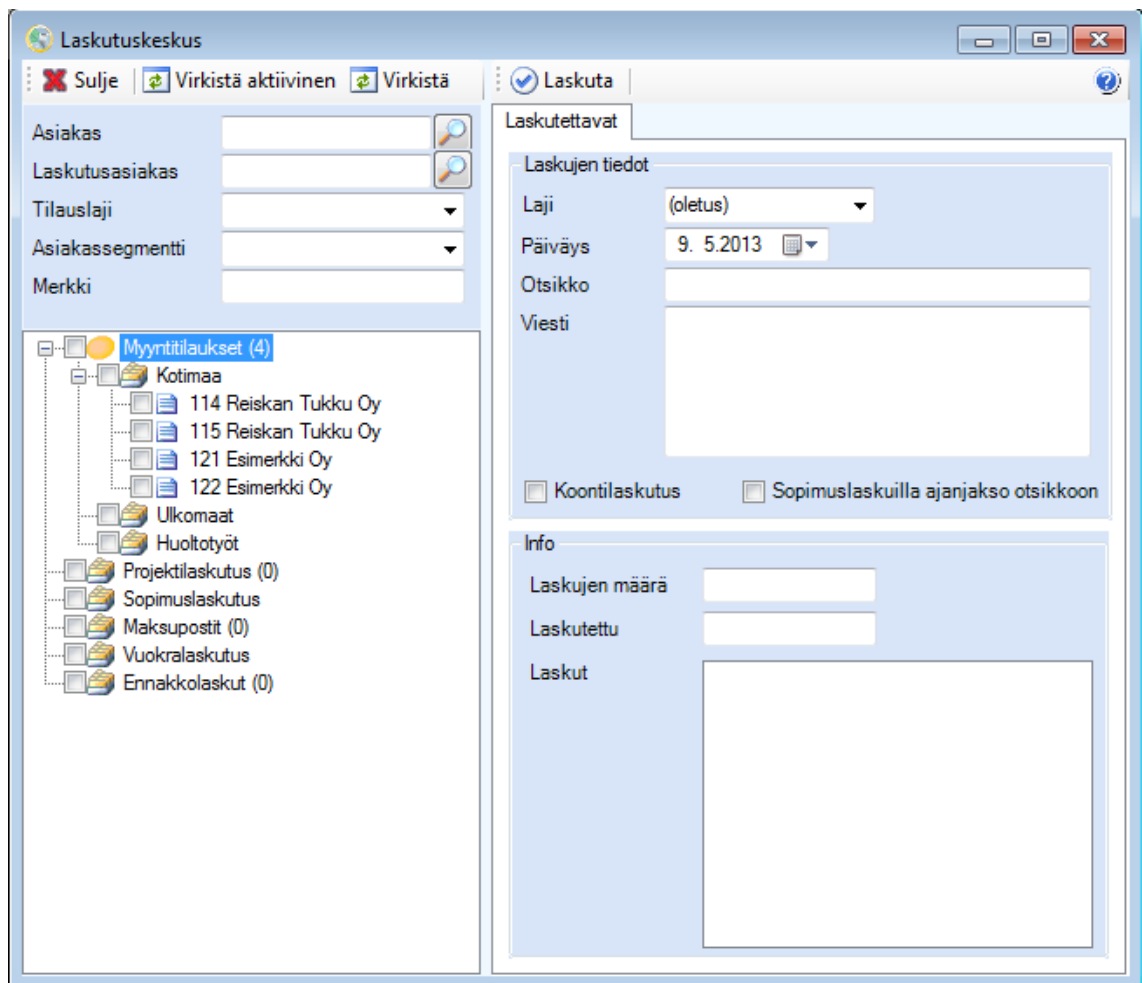 Laskutuskeskus
Sulje Virkistä aktiivinen Virkistä Laskuta
Asiakas
Laskutusasiakas
Tilauslaji
Asiakassegmentti
Merkki
Myyntitilaukset (4)
Kotimaa
114 Reiskan Tukku Oy
115 Reiskan Tukku Oy
121 Esimerkki Oy
122 Esimerkki Oy
Ulkomaat
Huoltotyöt
Projektilaskutus (0)
Sopimuslaskutus
Maksupostit (0)
Vuokralaskutus
Ennakkolaskut (0)
Laskutettavat
Laskujen tiedot
Laji (oletus)
Päiväys 9. 5.2013
Otsikko
Viesti
Koontilaskutus Sopimuslaskuilla ajanjakso otsikkoon
Info
Laskujen määrä
Laskutettu
Laskut